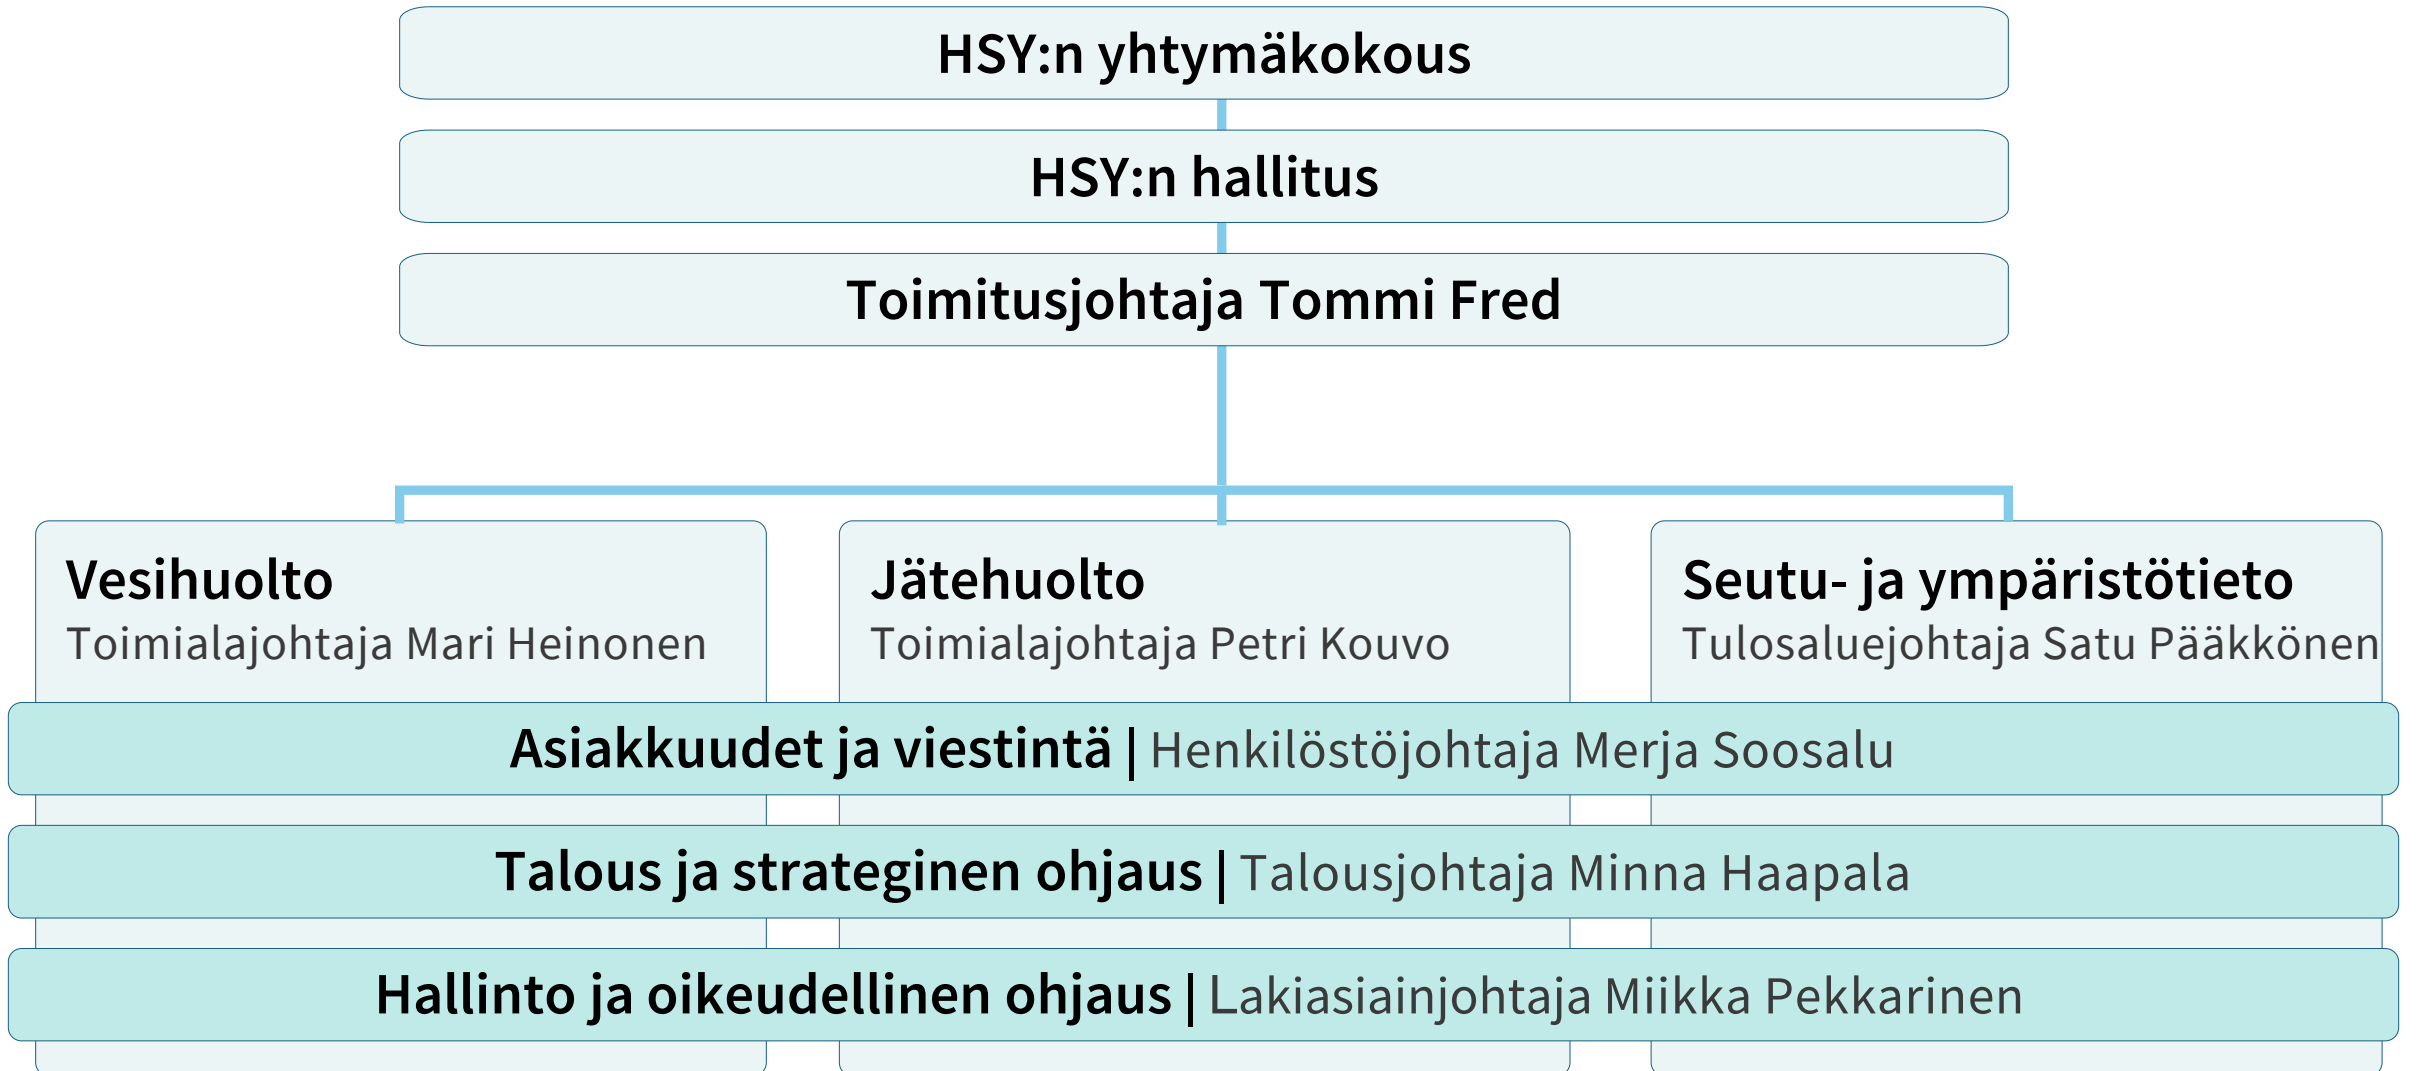 HSY:n yhtymäkokous
HSY:n hallitus
Toimitusjohtaja Tommi Fred
Vesihuolto
Toimialajohtaja Mari Heinonen
Jätehuolto
Toimialajohtaja Petri Kouvo
Seutu- ja ympäristötieto
Tulosaluejohtaja Satu Pääkkönen
Asiakkuudet ja viestintä | Henkilöstöjohtaja Merja Soosalu
Talous ja strateginen ohjaus | Talousjohtaja Minna Haapala
Hallinto ja oikeudellinen ohjaus | Lakiasiainjohtaja Miikka Pekkarinen